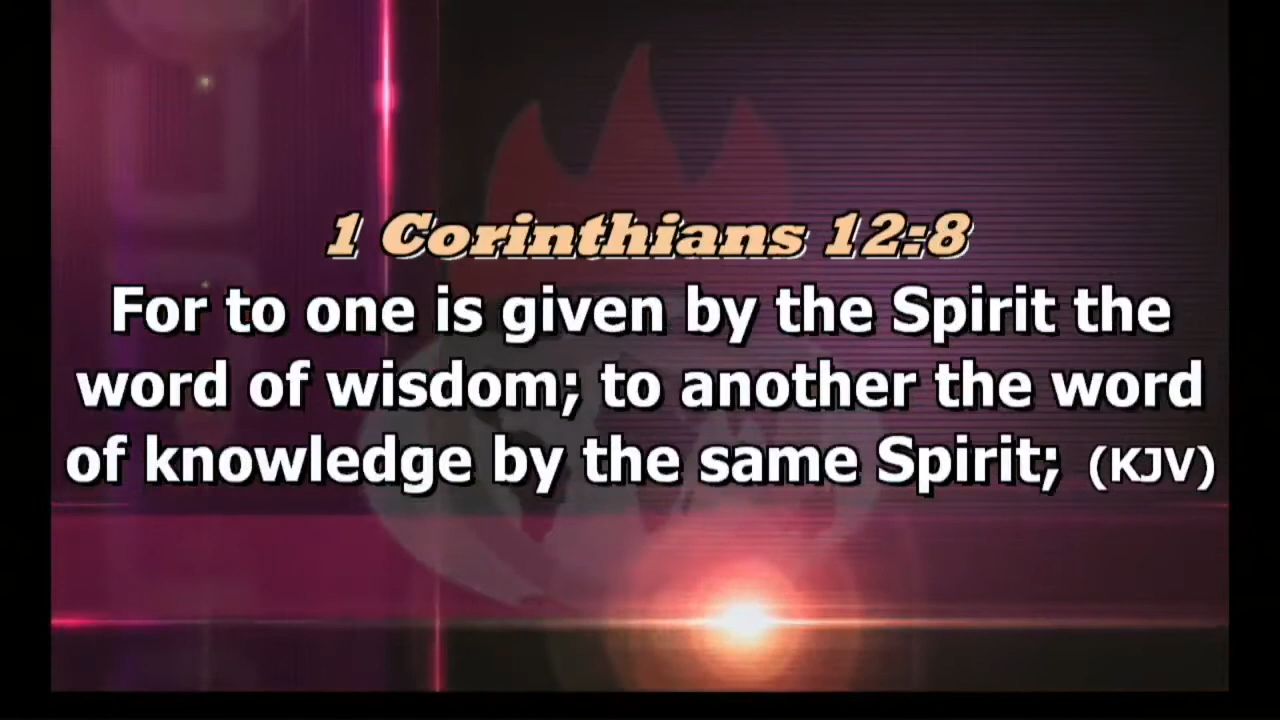 1 Corinthians 12:8
For to one is given by the Spirit the
word of wisdom; to another the word
of knowledge by the same Spirit; (KJV)